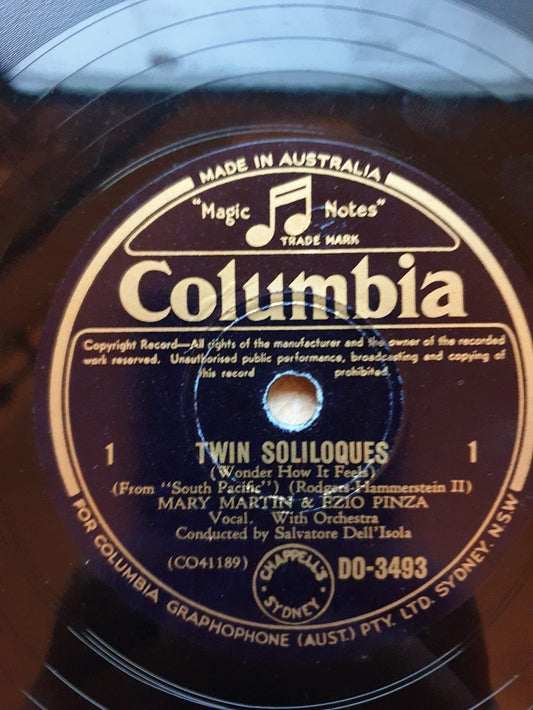 MADE IN AUSTRALIA
"Magic Notes"
TRADE MARK
Columbia
Copyright Record—All rights of the manufacturer and the owner of the recorded
work reserved. Unauthorised public performance, broadcasting and copying of
this record prohibited.
1 TWIN SOLILOQUES 1
(Wonder How It Feels)
(From "South Pacific") (Rodgers-Hammerstein II)
MARY MARTIN & EZIO PINZA
Vocal. With Orchestra
Conducted by Salvatore Dell'Isola
(CO41189) CHAPPELL'S SYDNEY DO-3493
FOR COLUMBIA GRAPHOPHONE (AUST.) PTY. LTD. SYDNEY. N.S.W